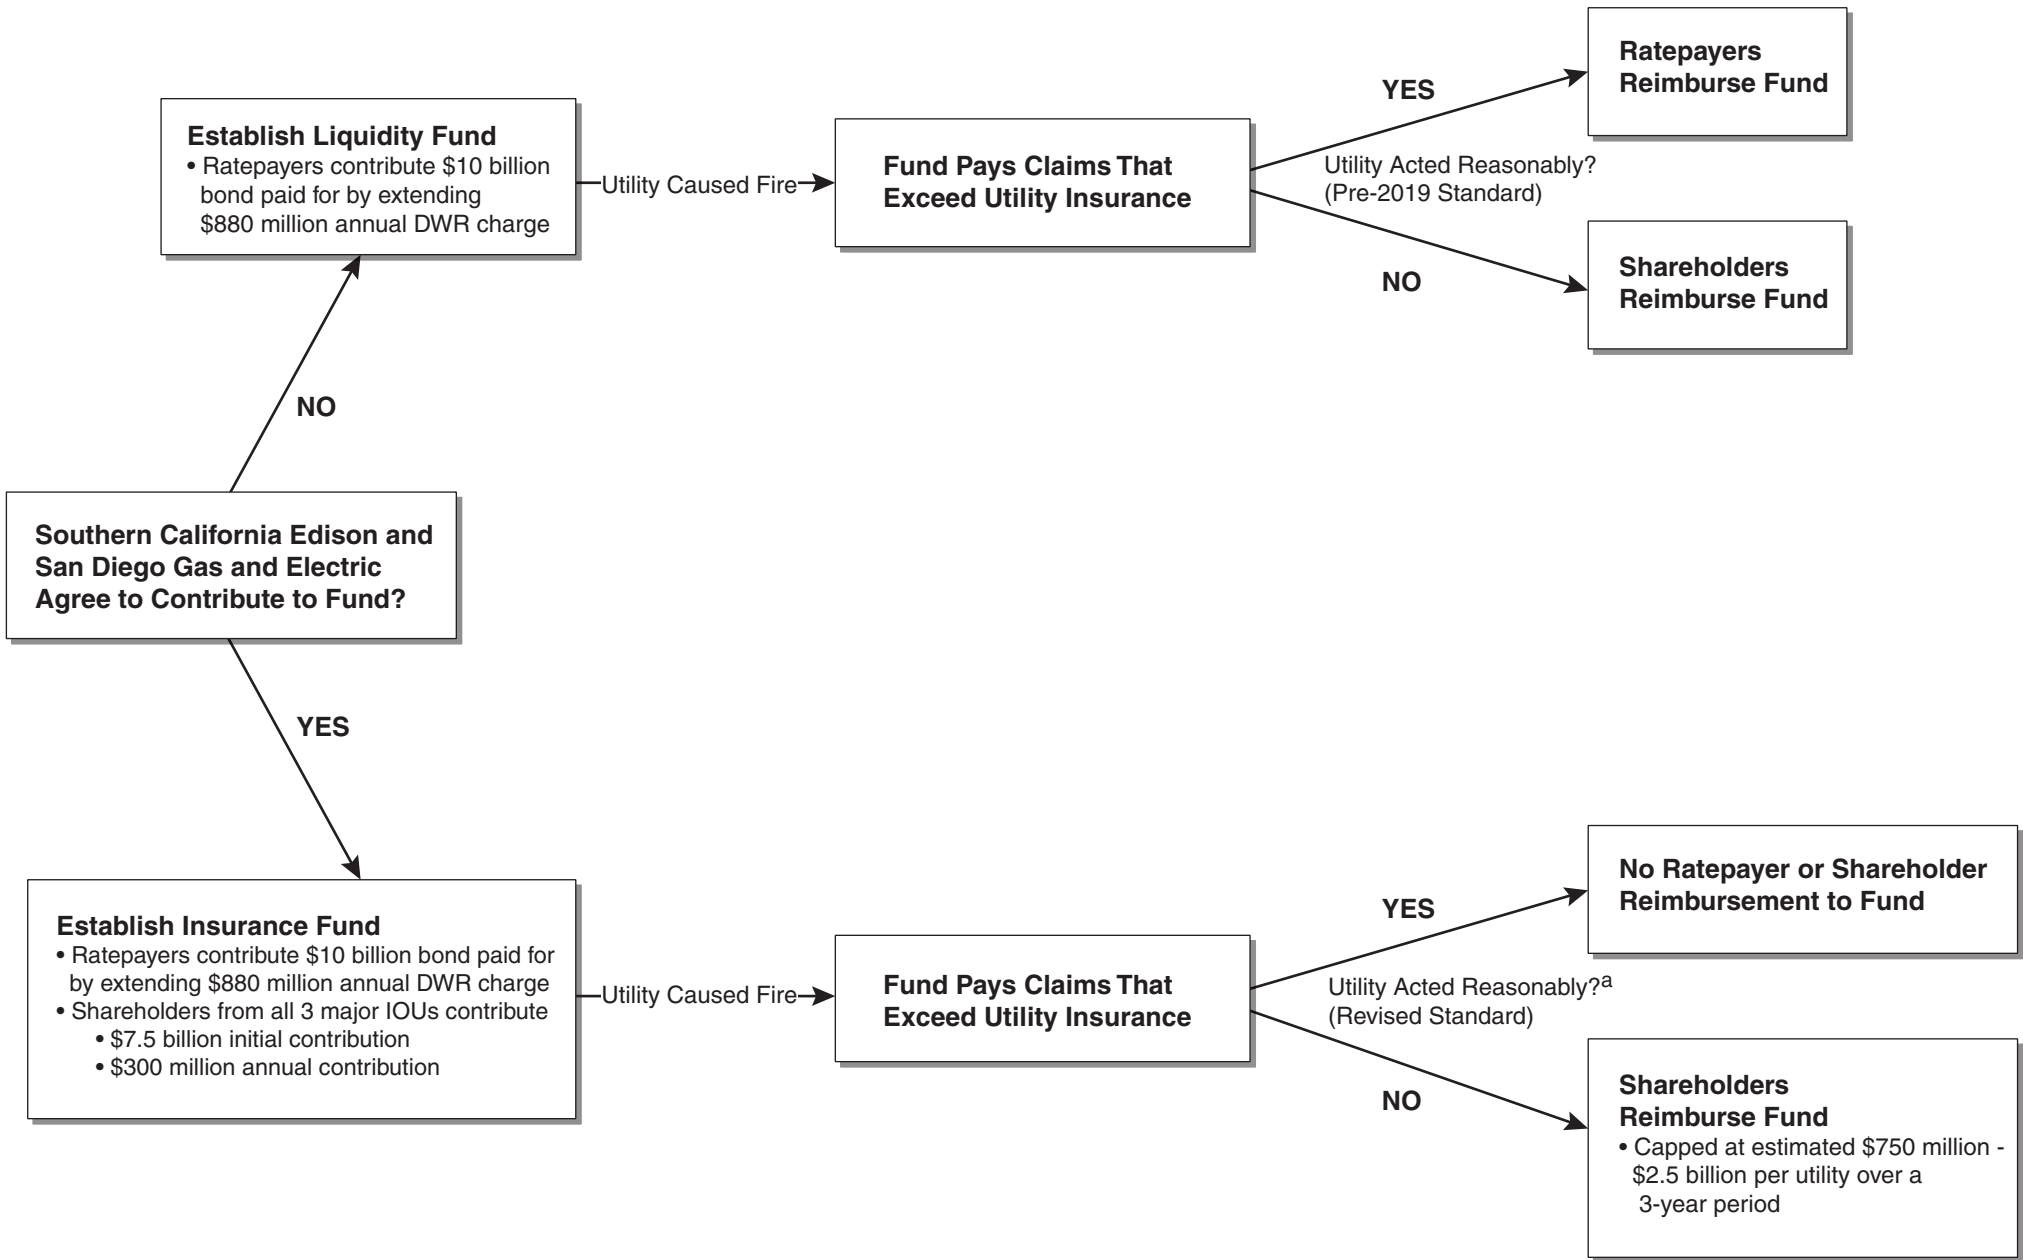 Ratepayers
Reimburse Fund
YES
Establish Liquidity Fund
• Ratepayers contribute $10 billion
bond paid for by extending
$880 million annual DWR charge
Utility Caused Fire
Fund Pays Claims That
Exceed Utility Insurance
Utility Acted Reasonably?
(Pre-2019 Standard)
NO
Shareholders
Reimburse Fund
NO
Southern California Edison and
San Diego Gas and Electric
Agree to Contribute to Fund?
YES
Establish Insurance Fund
• Ratepayers contribute $10 billion bond paid for
by extending $880 million annual DWR charge
• Shareholders from all 3 major IOUs contribute
• $7.5 billion initial contribution
• $300 million annual contribution
Utility Caused Fire
Fund Pays Claims That
Exceed Utility Insurance
YES
No Ratepayer or Shareholder
Reimbursement to Fund
Utility Acted Reasonably?a
(Revised Standard)
NO
Shareholders
Reimburse Fund
• Capped at estimated $750 million -
$2.5 billion per utility over a
3-year period